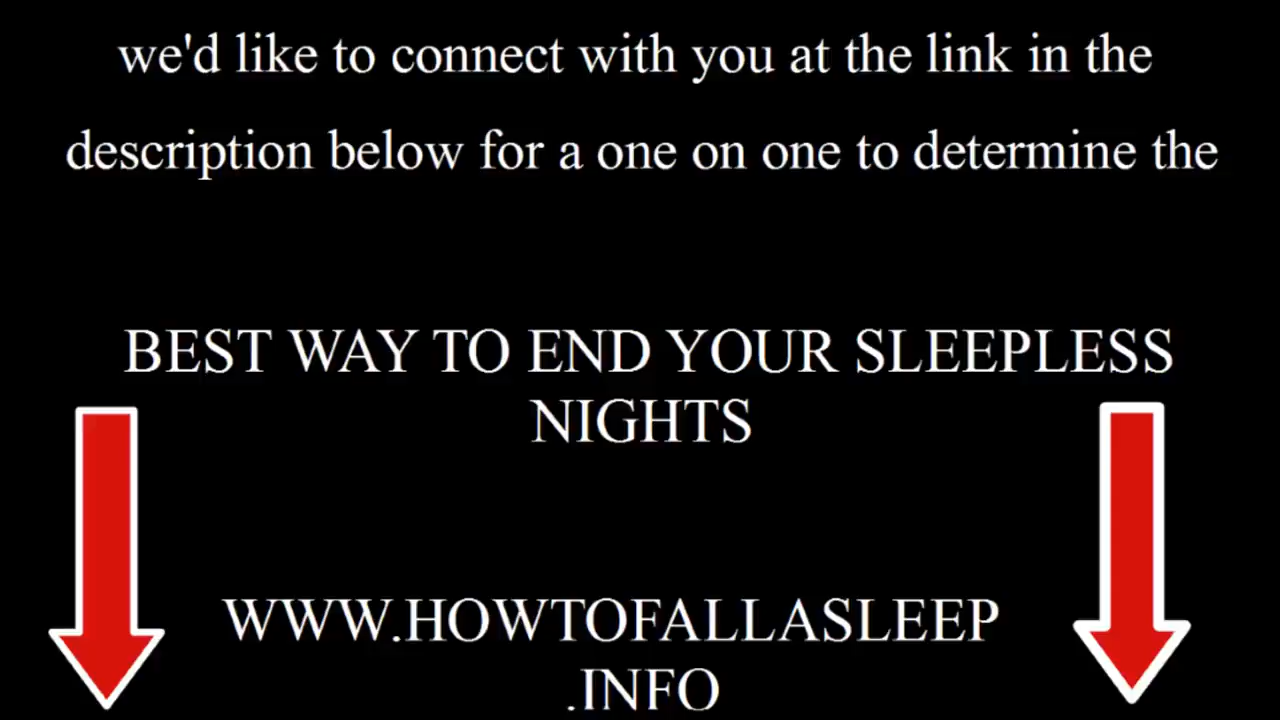 we'd like to connect with you at the link in the
description below for a one on one to determine the
BEST WAY TO END YOUR SLEEPLESS
NIGHTS
WWW.HOWTOFALLASLEEP
.INFO